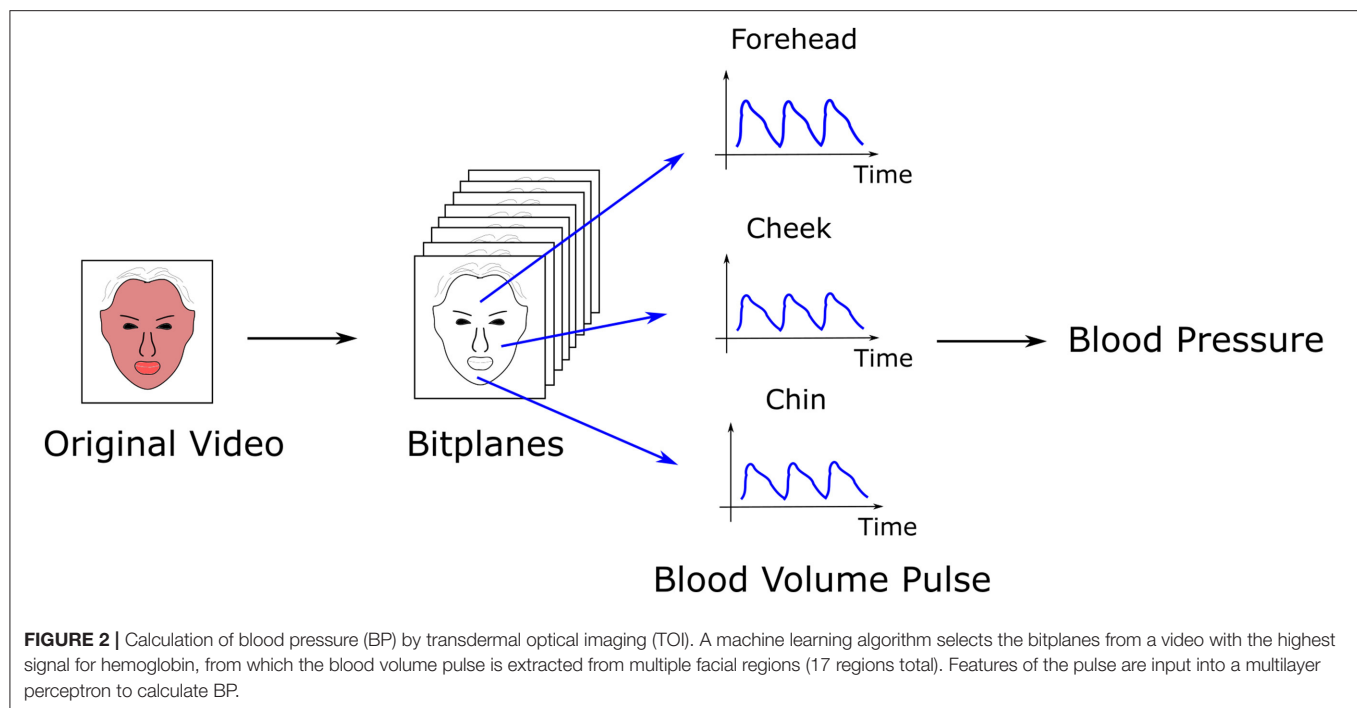 Forehead
Time
Cheek
Time
Chin
Time
Original Video
Bitplanes
Blood Volume Pulse
Blood Pressure
FIGURE 2 | Calculation of blood pressure (BP) by transdermal optical imaging (TOI). A machine learning algorithm selects the bitplanes from a video with the highest
signal for hemoglobin, from which the blood volume pulse is extracted from multiple facial regions (17 regions total). Features of the pulse are input into a multilayer
perceptron to calculate BP.